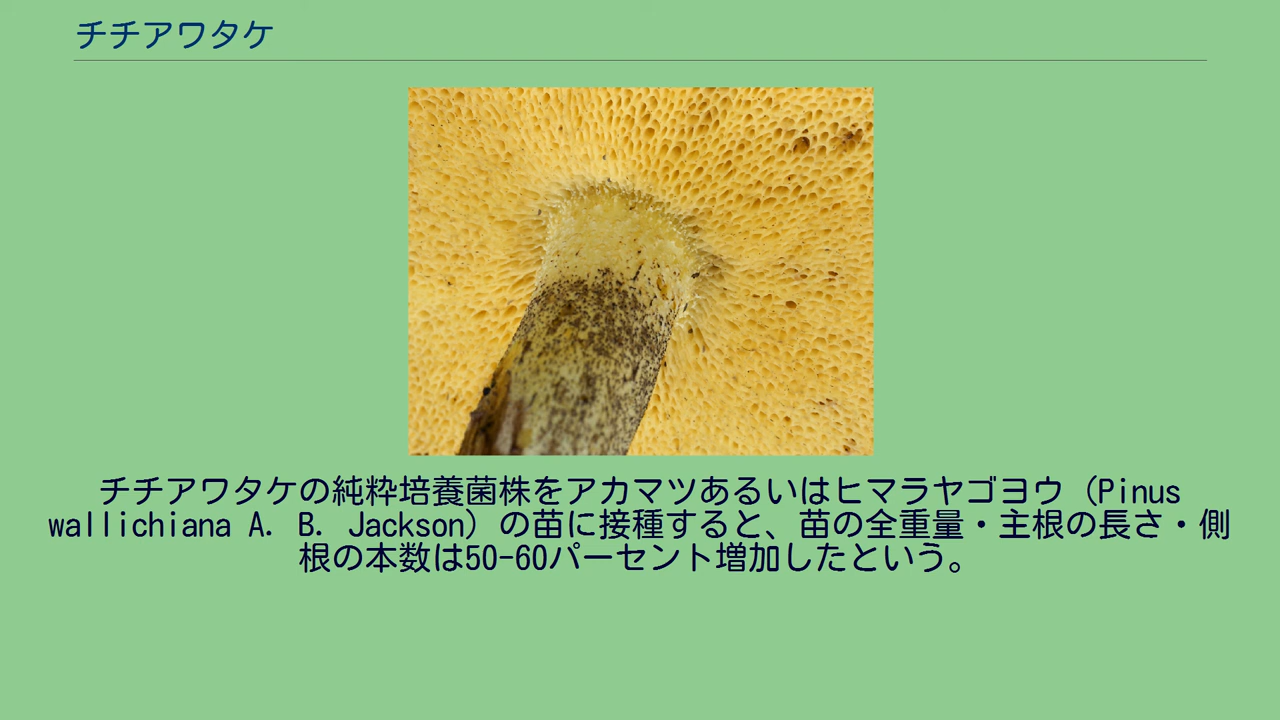 チチアワタケ
チチアワタケの純粋培養菌株をアカマツあるいはヒマラヤゴヨウ（Pinus
wallichiana A. B. Jackson）の苗に接種すると、苗の全重量・主根の長さ・側
根の本数は50-60パーセント増加したという。